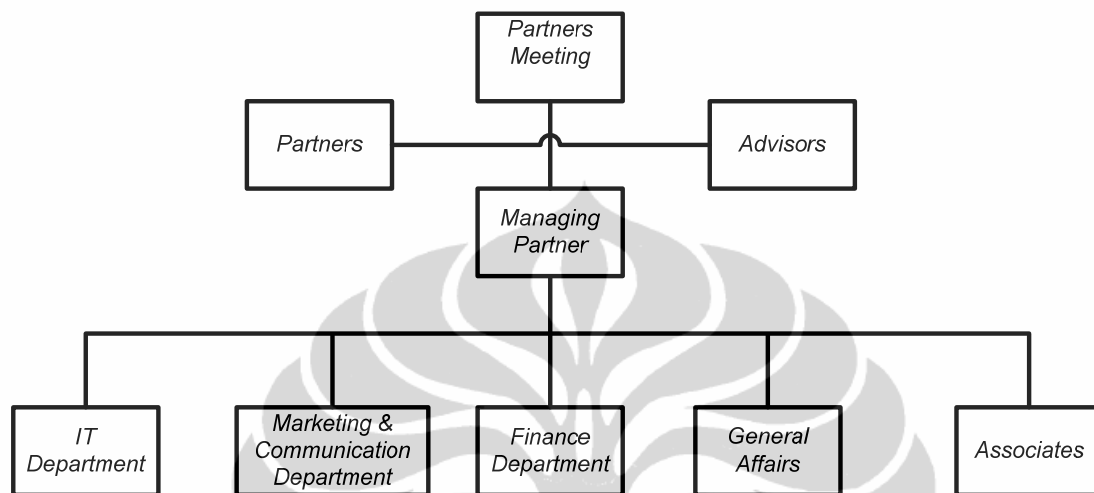 Partners
Meeting
Partners
Advisors
Managing
Partner
IT
Department
Marketing &
Communication
Department
Finance
Department
General
Affairs
Associates